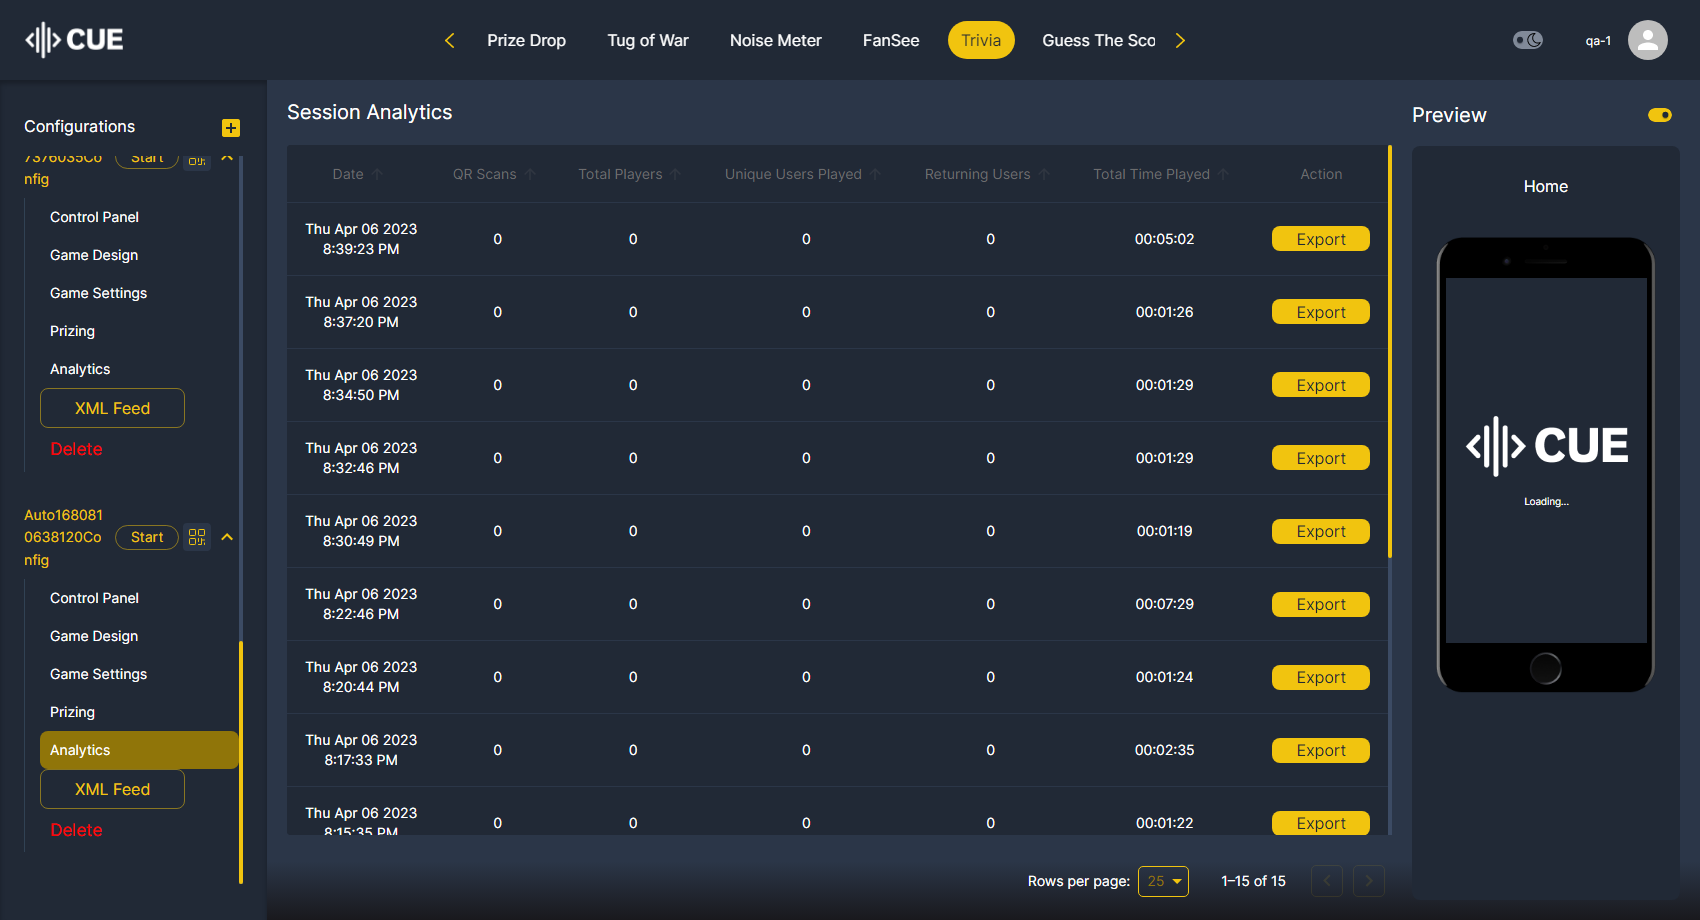 CUE
Prize Drop Tug of War Noise Meter FanSee Trivia Guess The Sco
qa-1
Configurations
7376035Co
nfig
Start
Control Panel
Game Design
Game Settings
Prizing
Analytics
XML Feed
Delete
Auto168081
0638120Co
nfig
Start
Control Panel
Game Design
Game Settings
Prizing
Analytics
XML Feed
Delete
Session Analytics
Date QR Scans Total Players Unique Users Played Returning Users Total Time Played Action
Thu Apr 06 2023
8:39:23 PM
0 0 0 0 00:05:02 Export
Thu Apr 06 2023
8:37:20 PM
0 0 0 0 00:01:26 Export
Thu Apr 06 2023
8:34:50 PM
0 0 0 0 00:01:29 Export
Thu Apr 06 2023
8:32:46 PM
0 0 0 0 00:01:29 Export
Thu Apr 06 2023
8:30:49 PM
0 0 0 0 00:01:19 Export
Thu Apr 06 2023
8:22:46 PM
0 0 0 0 00:07:29 Export
Thu Apr 06 2023
8:20:44 PM
0 0 0 0 00:01:24 Export
Thu Apr 06 2023
8:17:33 PM
0 0 0 0 00:02:35 Export
Thu Apr 06 2023
8:15:35 PM
0 0 0 0 00:01:22 Export
Rows per page: 25 1–15 of 15
Preview
Home
CUE
Loading...